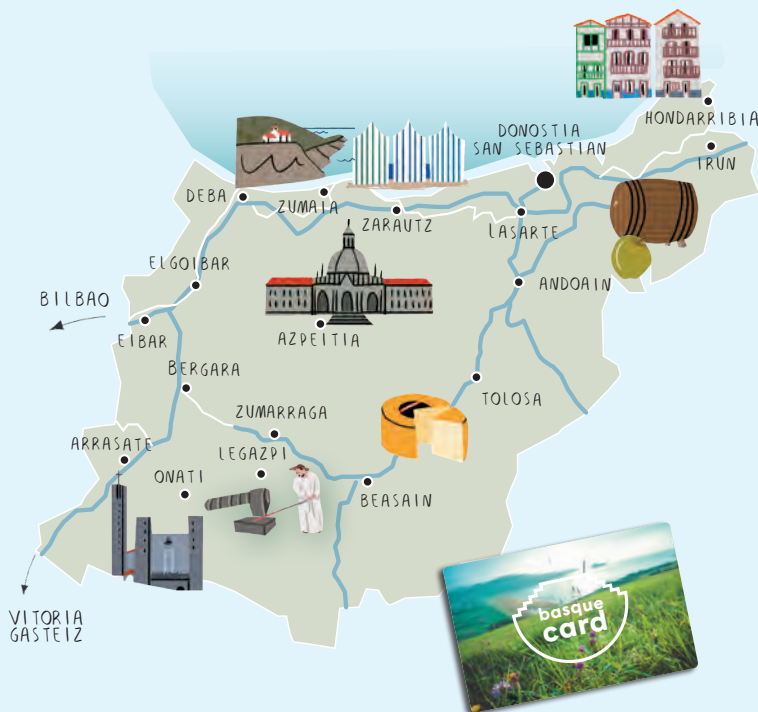 HONDARRIBIA
DONOSTIA
SAN SEBASTIAN
IRUN
DEBA
ZUMAIA
ZARAUTZ
LASARTE
ELGOIBAR
ANDOAIN
BILBAO
EIBAR
AZPEITIA
BERGARA
TOLOSA
ZUMARRAGA
ARRASATE
LEGAZPI
OÑATI
BEASAIN
basque
card
VITORIA
GASTEIZ